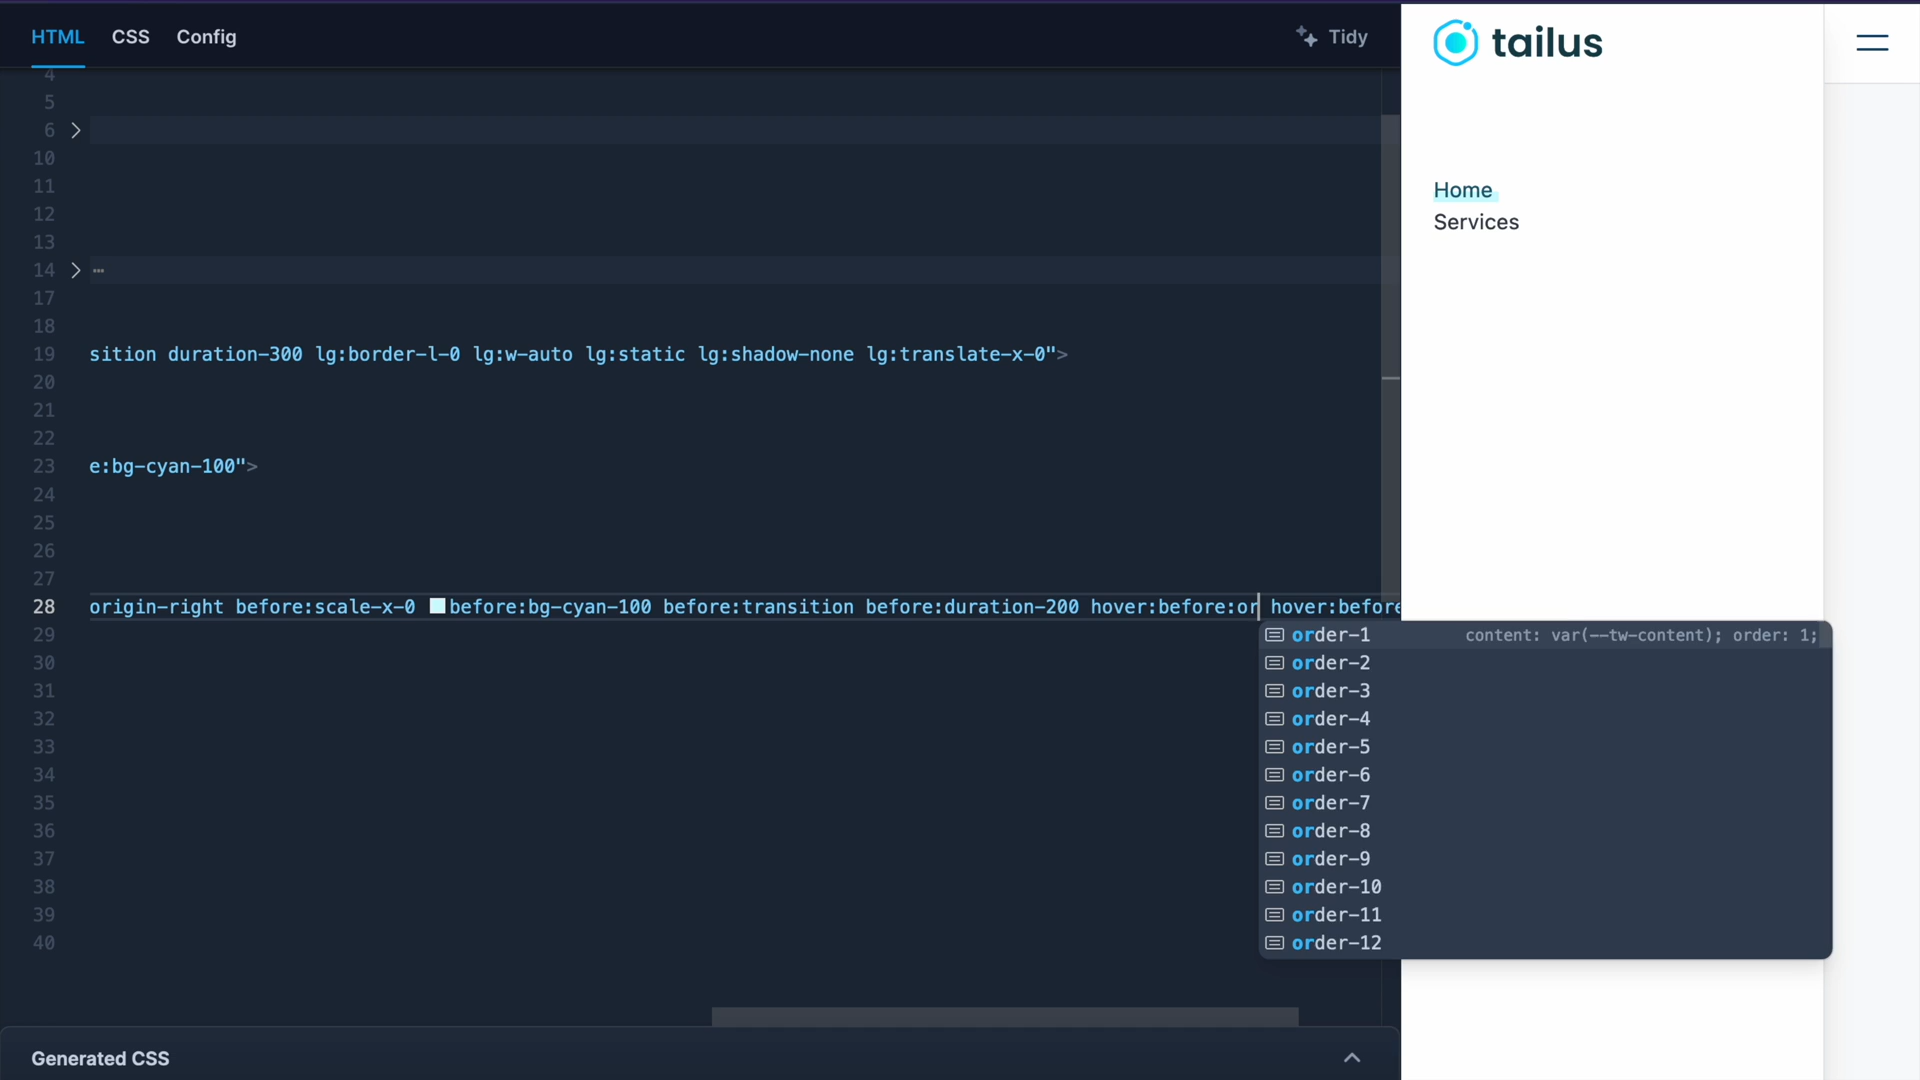 HTML CSS Config Tidy
tailus
4
5
6
10
11
12
13
14 …
17
18
19 sition duration-300 lg:border-l-0 lg:w-auto lg:static lg:shadow-none lg:translate-x-0">
20
21
22
23 e:bg-cyan-100">
24
25
26
27
28 origin-right before:scale-x-0 before:bg-cyan-100 before:transition before:duration-200 hover:before:or hover:before
29
30
31
32
33
34
35
36
37
38
39
40
order-1 content: var(--tw-content); order: 1;
order-2
order-3
order-4
order-5
order-6
order-7
order-8
order-9
order-10
order-11
order-12
Home
Services
Generated CSS